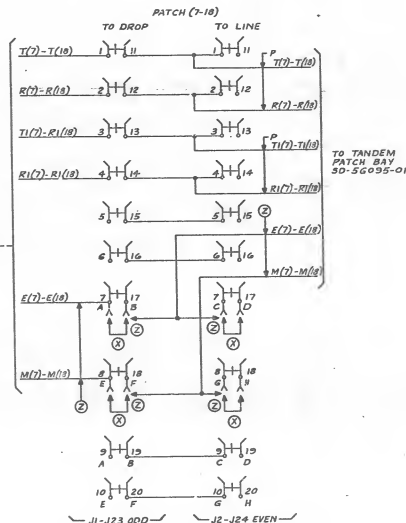 PATCH (7-18)
TO DROP TO LINE
1 11 1 11
P
T(7)-T(18) T(7)-T(18)
2 12 2 12
R(7)-R(18) R(7)-R(18)
3 13 3 13
P
T1(7)-R1(18) T1(7)-T1(18)
TO TANDEM
PATCH BAY
SD-56095-01
4 14 4 14
R1(7)-R1(18) R1(7)-R1(18)
5 15 5 15
Z
E(7)-E(18)
6 16 6 16
M(7)-M(18)
E(7)-E(18) 7 17 7 17
A B C D
Z Z
X X
M(7)-M(18) 8 18 8 18
E F G H
Z Z Z
X X
9 19 9 19
A B C D
10 20 10 20
E F G H
J1-J23 ODD J2-J24 EVEN